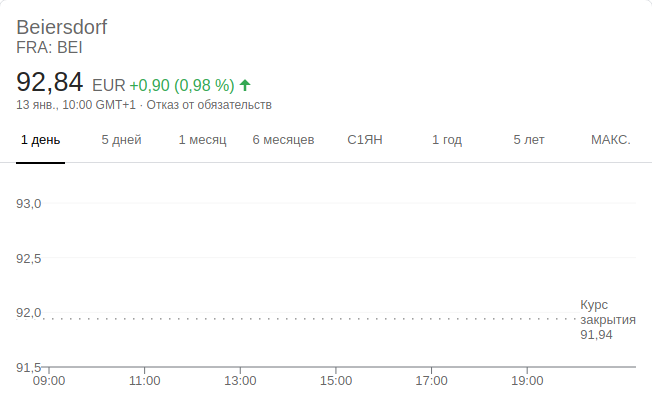 Beiersdorf
FRA: BEI
92,84 EUR +0,90 (0,98 %)
13 янв., 10:00 GMT+1 · Отказ от обязательств
1 день 5 дней 1 месяц 6 месяцев С1ЯН 1 год 5 лет МАКС.
93,0
92,5
92,0
Курс
закрытия
91,94
91,5
09:00 11:00 13:00 15:00 17:00 19:00